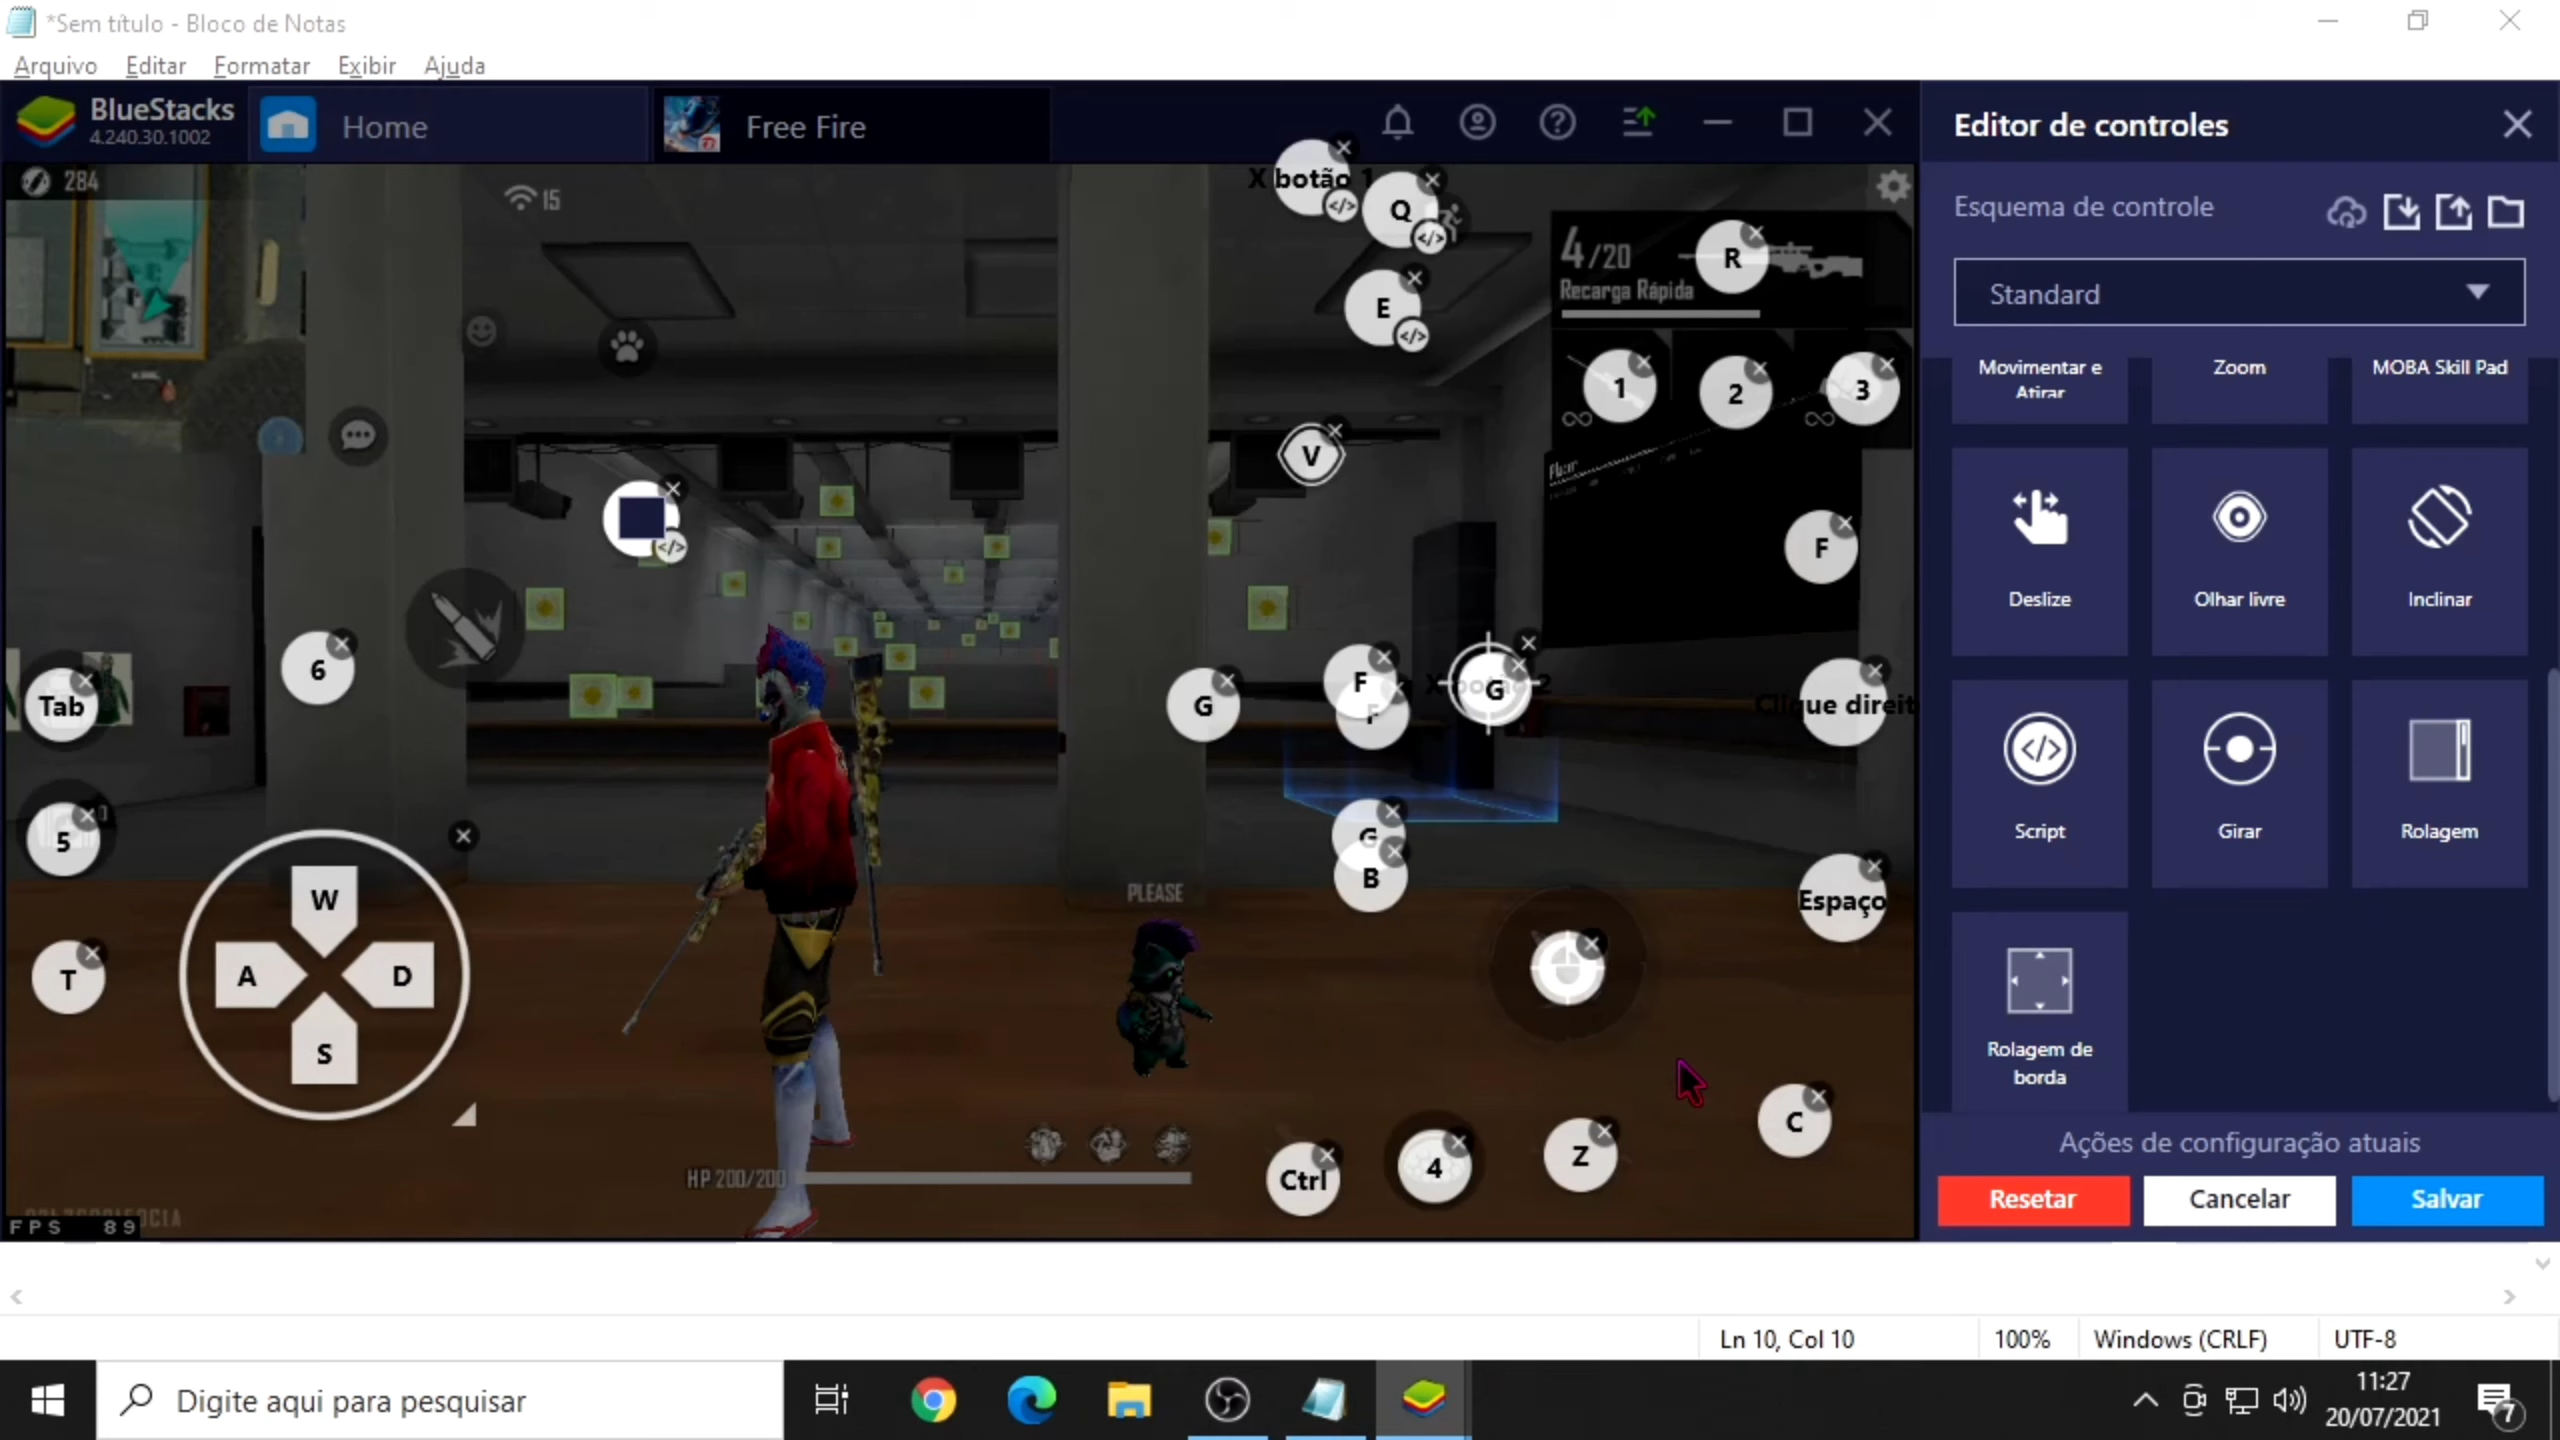 *Sem título - Bloco de Notas
Arquivo Editar Formatar Exibir Ajuda
BlueStacks
4.240.30.1002
Home
Free Fire
Editor de controles
284
15
X botão 1
Q
E
4/20
Recarga Rápida
R
1
2
3
V
F
6
Tab
G
F
F
G
Clique direit
5
G
B
W
A
D
S
T
PLEASE
Espaço
C
Z
4
Ctrl
HP 200/200
FPS 89
Esquema de controle
Standard
Movimentar e
Atirar
Zoom
MOBA Skill Pad
Deslize
Olhar livre
Inclinar
Script
Girar
Rolagem
Rolagem de
borda
Ações de configuração atuais
Resetar
Cancelar
Salvar
Ln 10, Col 10
100%
Windows (CRLF)
UTF-8
Digite aqui para pesquisar
11:27
20/07/2021
7